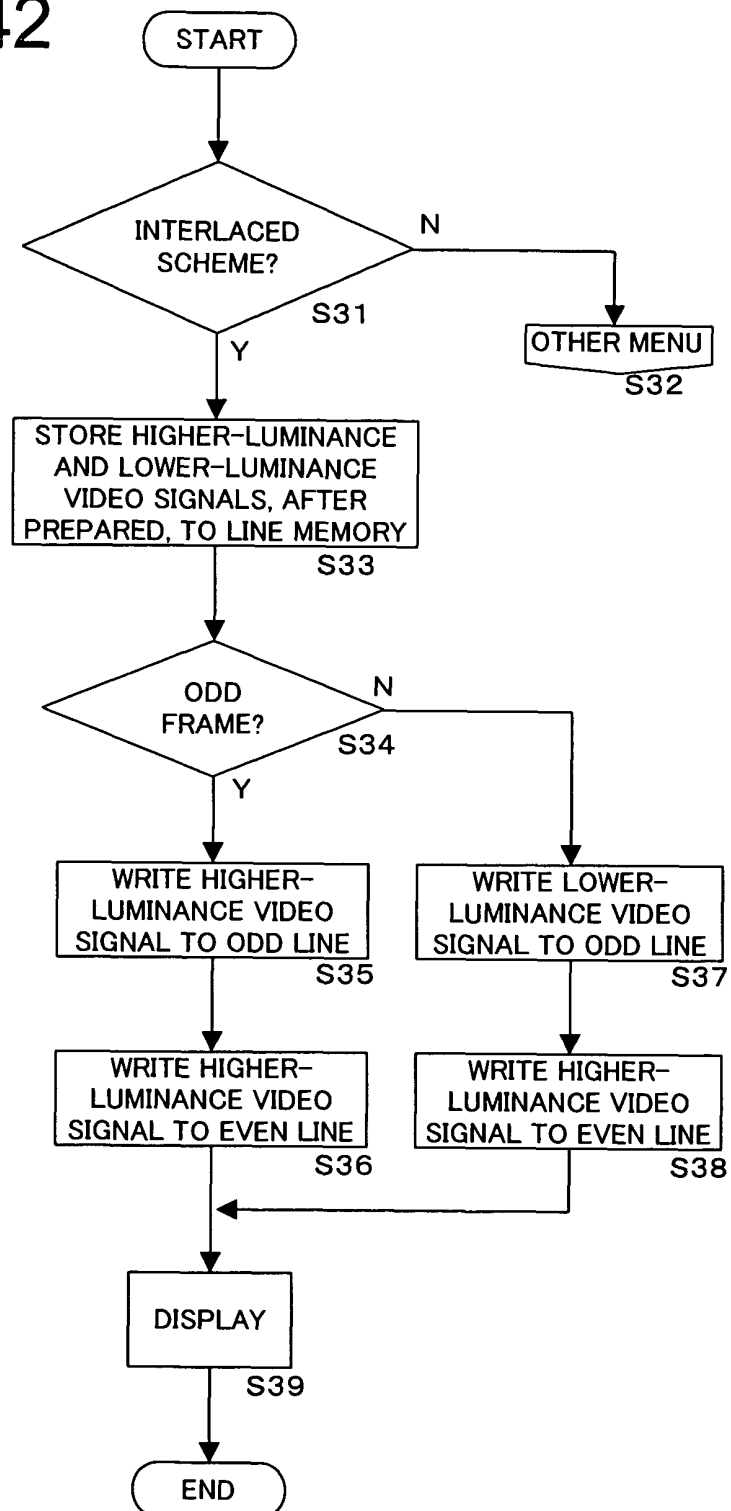 42
START
INTERLACED
SCHEME?
N
S31
Y
OTHER MENU
S32
STORE HIGHER-LUMINANCE
AND LOWER-LUMINANCE
VIDEO SIGNALS, AFTER
PREPARED, TO LINE MEMORY
S33
ODD
FRAME?
N
S34
Y
WRITE HIGHER-
LUMINANCE VIDEO
SIGNAL TO ODD LINE
S35
WRITE LOWER-
LUMINANCE VIDEO
SIGNAL TO ODD LINE
S37
WRITE HIGHER-
LUMINANCE VIDEO
SIGNAL TO EVEN LINE
S36
WRITE HIGHER-
LUMINANCE VIDEO
SIGNAL TO EVEN LINE
S38
DISPLAY
S39
END